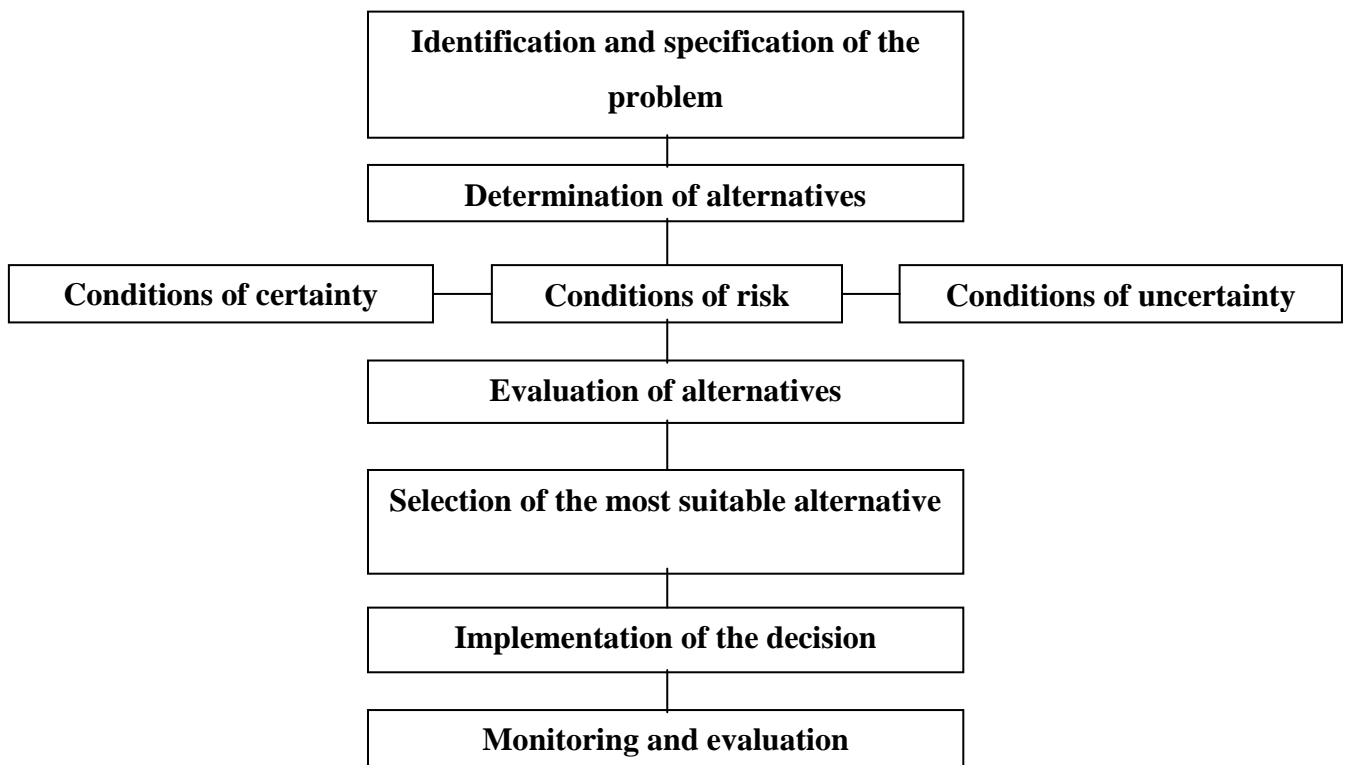 Identification and specification of the
problem
Determination of alternatives
Conditions of certainty
Conditions of risk
Conditions of uncertainty
Evaluation of alternatives
Selection of the most suitable alternative
Implementation of the decision
Monitoring and evaluation